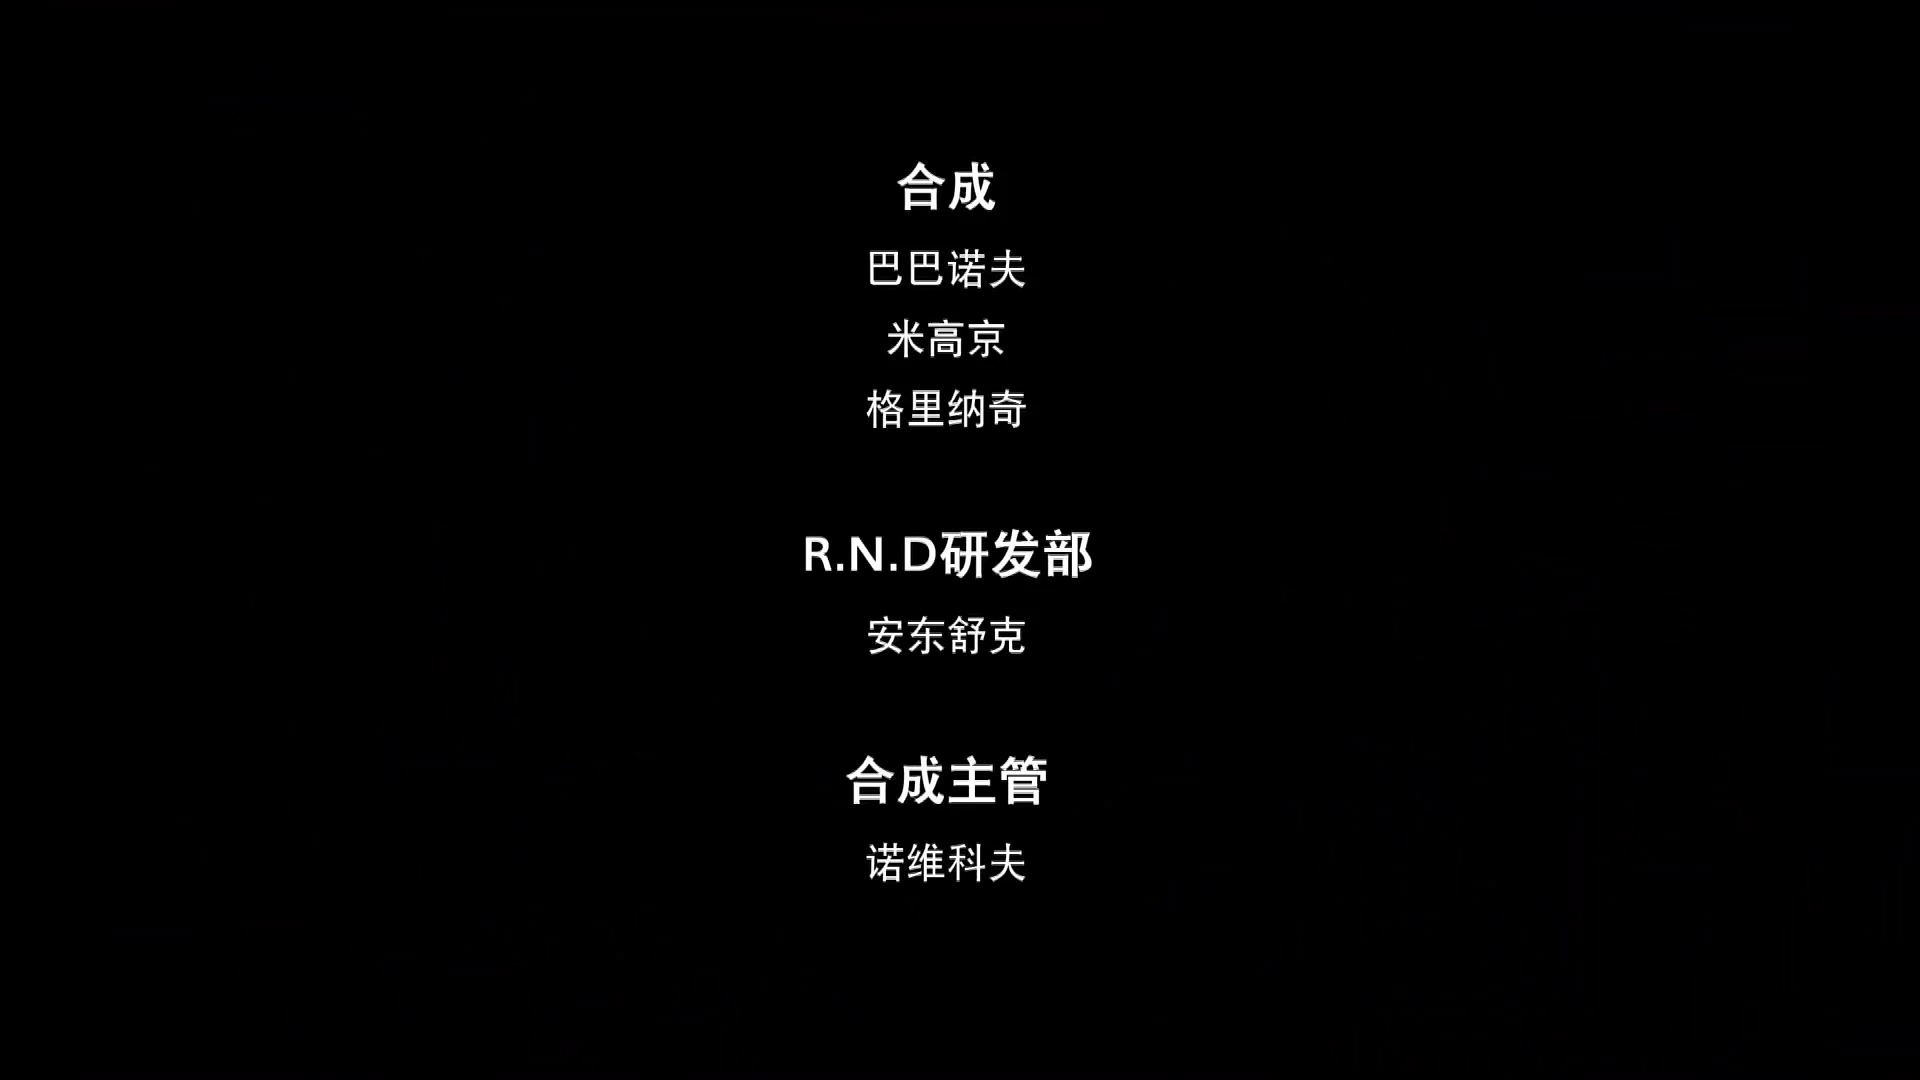 合成
巴巴诺夫
米高京
格里纳奇
R.N.D研发部
安东舒克
合成主管
诺维科夫